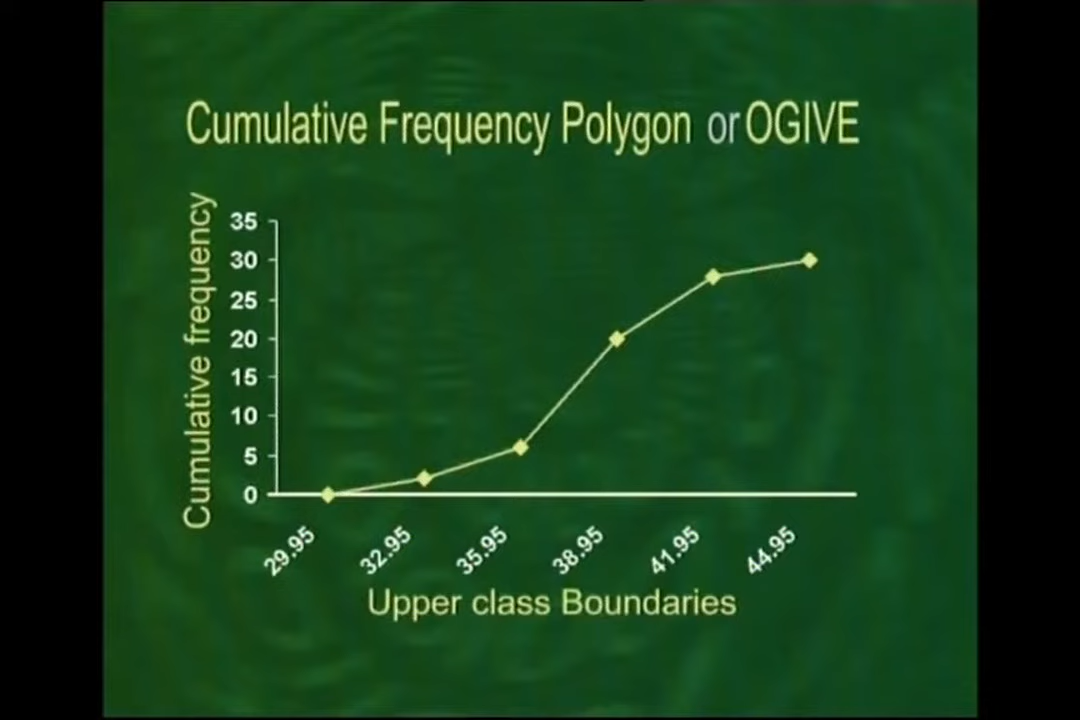 Cumulative Frequency Polygon or OGIVE
Cumulative frequency
35
30
25
20
15
10
5
0
29.95 32.95 35.95 38.95 41.95 44.95
Upper class Boundaries